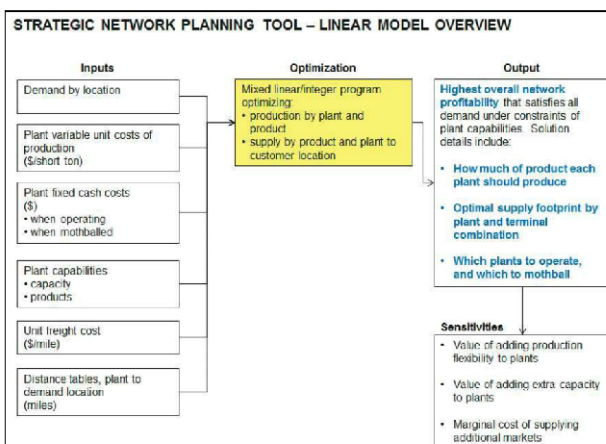 STRATEGIC NETWORK PLANNING TOOL – LINEAR MODEL OVERVIEW
Inputs
Demand by location
Plant variable unit costs of
production
($/short ton)
Plant fixed cash costs
($)
• when operating
• when mothballed
Plant capabilities
• capacity
• products
Unit freight cost
($/mile)
Distance tables, plant to
demand location
(miles)
Optimization
Mixed linear/integer program
optimizing:
• production by plant and
product
• supply by product and plant to
customer location
Output
Highest overall network
profitability that satisfies all
demand under constraints of
plant capabilities. Solution
details include:
• How much of product each
plant should produce
• Optimal supply footprint by
plant and terminal
combination
• Which plants to operate,
and which to mothball
Sensitivities
• Value of adding production
flexibility to plants
• Value of adding extra capacity
to plants
• Marginal cost of supplying
additional markets